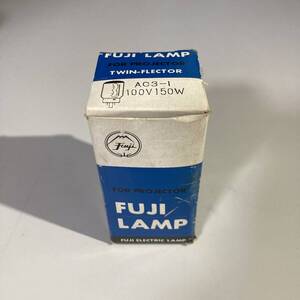 FUJI LAMP
FOR PROJECTOR
TWIN-FLECTOR
AC3-1
100V150W
Fuji
FOR PROJECTOR
FUJI
LAMP
FUJI ELECTRIC LAMP